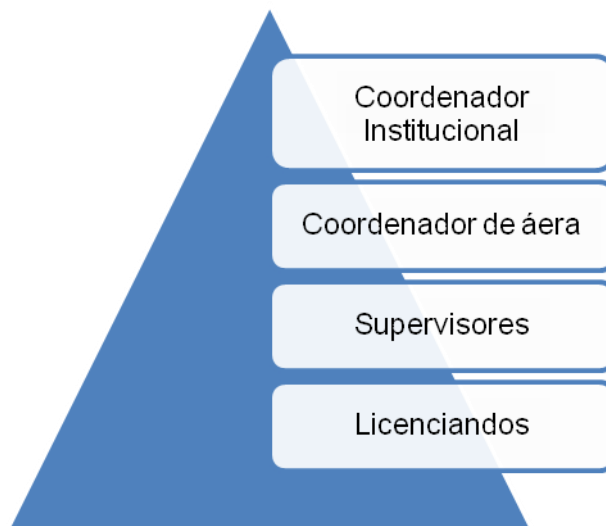 Coordenador
Institucional
Coordenador de áera
Supervisores
Licenciandos